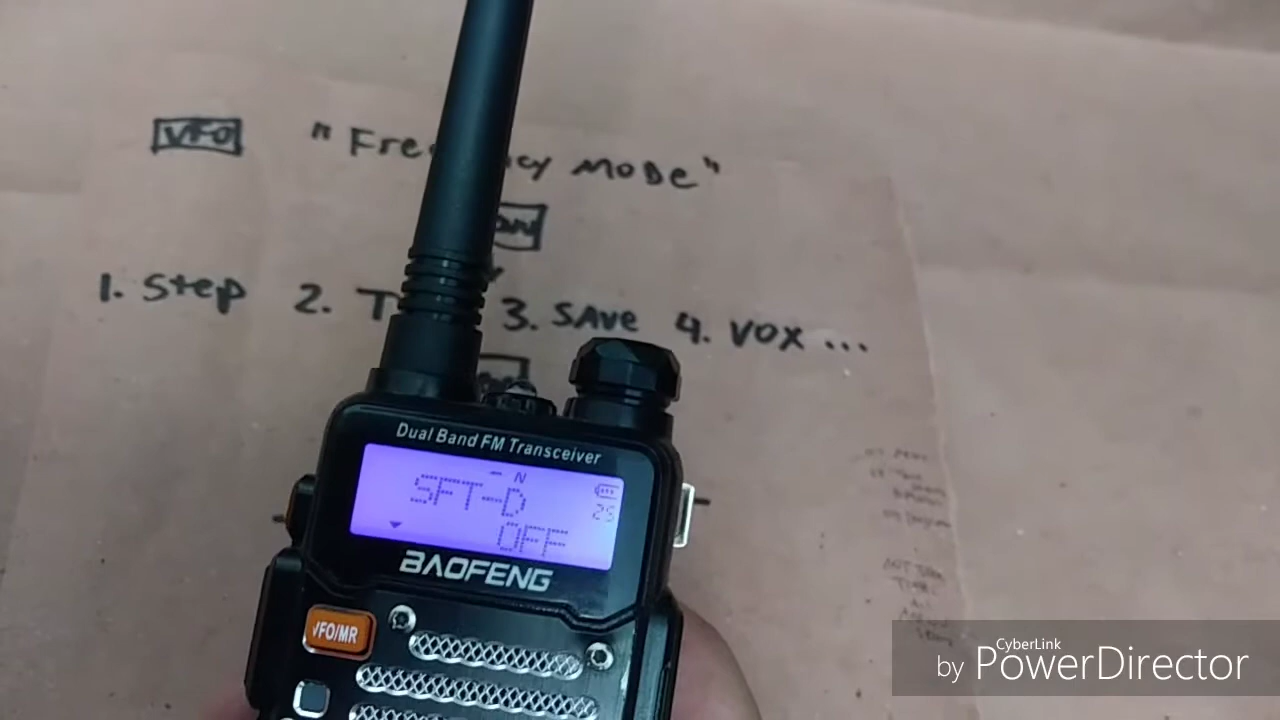 VFO "Fre cy MODe"
1. Step 2. T 3. SAve 4. VOX ...
Dual Band FM Transceiver
- N
SFT-D
25
OFF
BAOFENG
VFO/MR
CyberLink
by PowerDirector